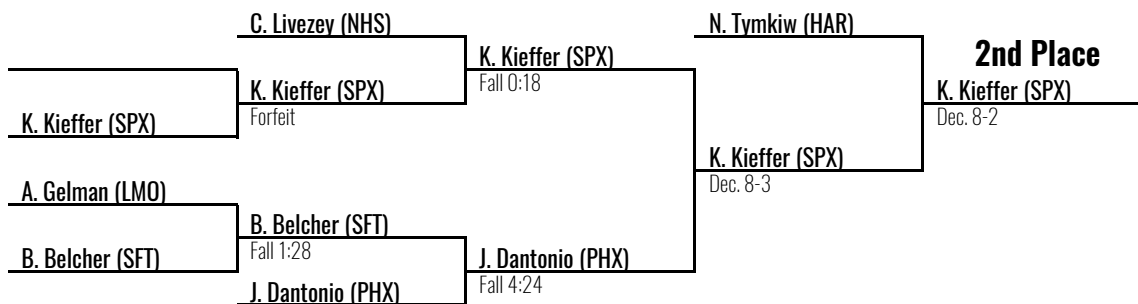 C. Livezey (NHS)
N. Tymkiw (HAR)
2nd Place
K. Kieffer (SPX)
Fall 0:18
K. Kieffer (SPX)
Forfeit
K. Kieffer (SPX)
Dec. 8-2
K. Kieffer (SPX)
K. Kieffer (SPX)
Dec. 8-3
A. Gelman (LMO)
B. Belcher (SFT)
Fall 1:28
B. Belcher (SFT)
J. Dantonio (PHX)
Fall 4:24
J. Dantonio (PHX)